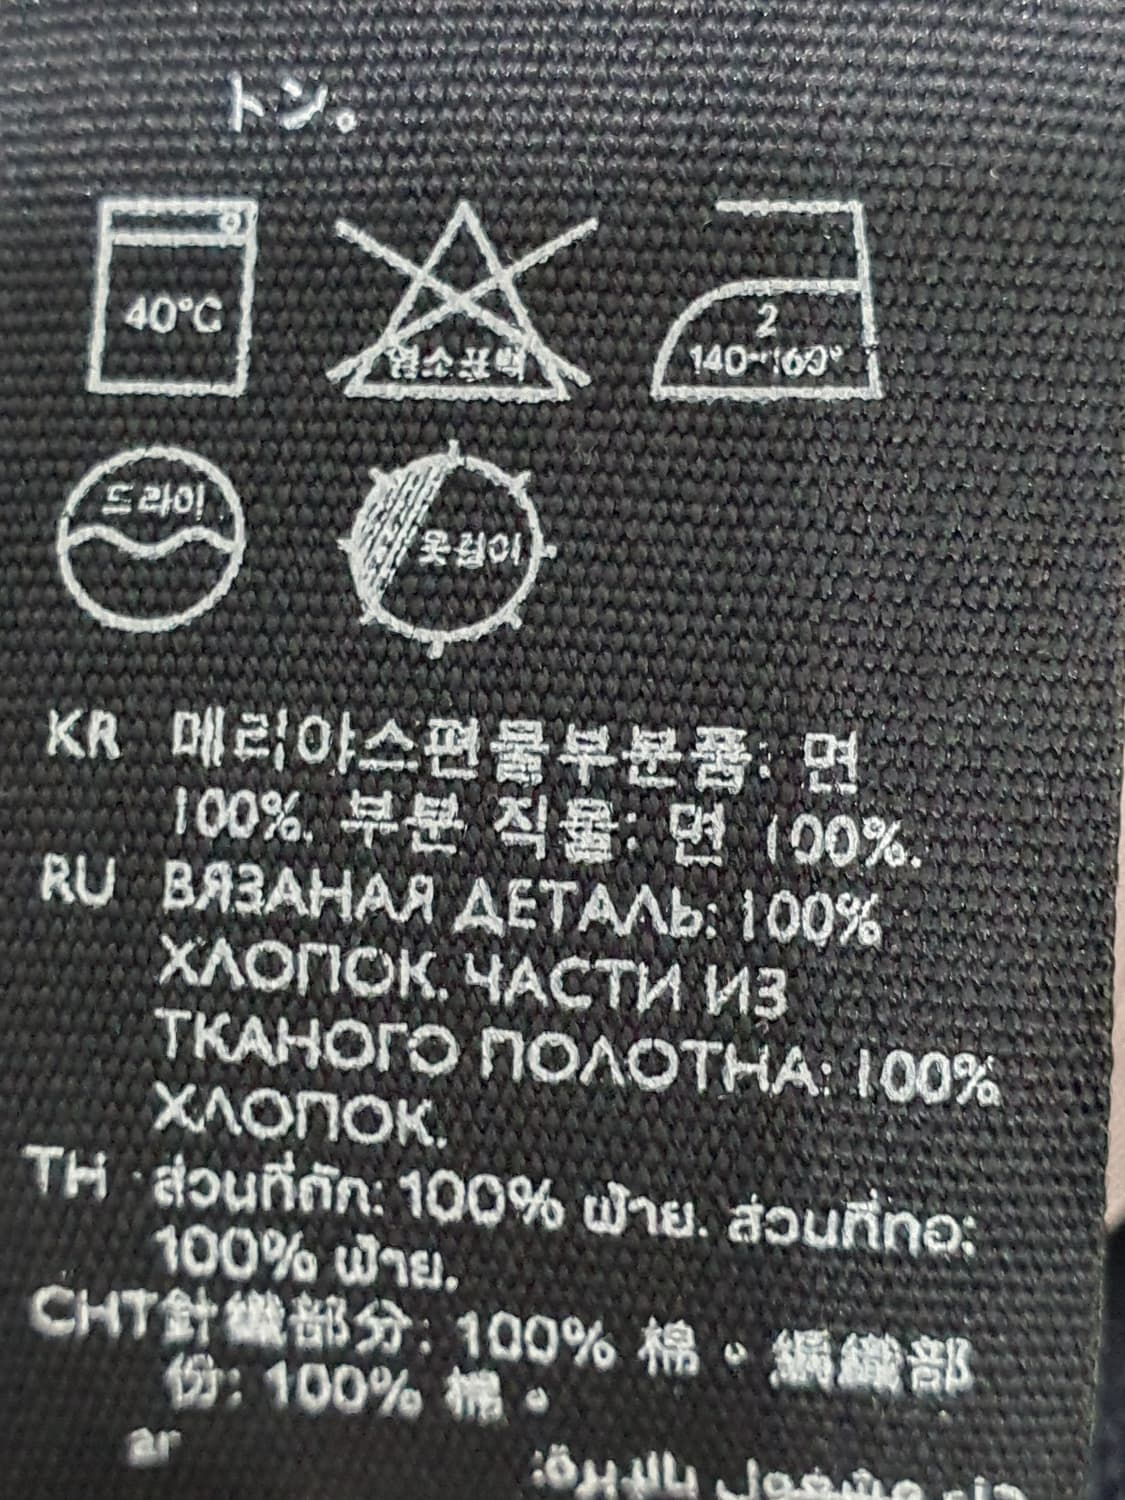 トン。
40°C
염소표백
2
140~160°
드라이
옷걸이
KR 메리야스편물부분품: 면
100%. 부분 직물: 면 100%.
RU ВЯЗАНАЯ ДЕТАЛЬ: 100%
ХЛОПОК. ЧАСТИ ИЗ
ТКАНОГО ПОЛОТНА: 100%
ХЛОПОК.
TH ส่วนที่ถัก: 100% ฝ้าย. ส่วนที่ทอ:
100% ฝ้าย.
CHT 針織部分: 100% 棉。編織部
份: 100% 棉。
ar
مشغول بالإبرة: